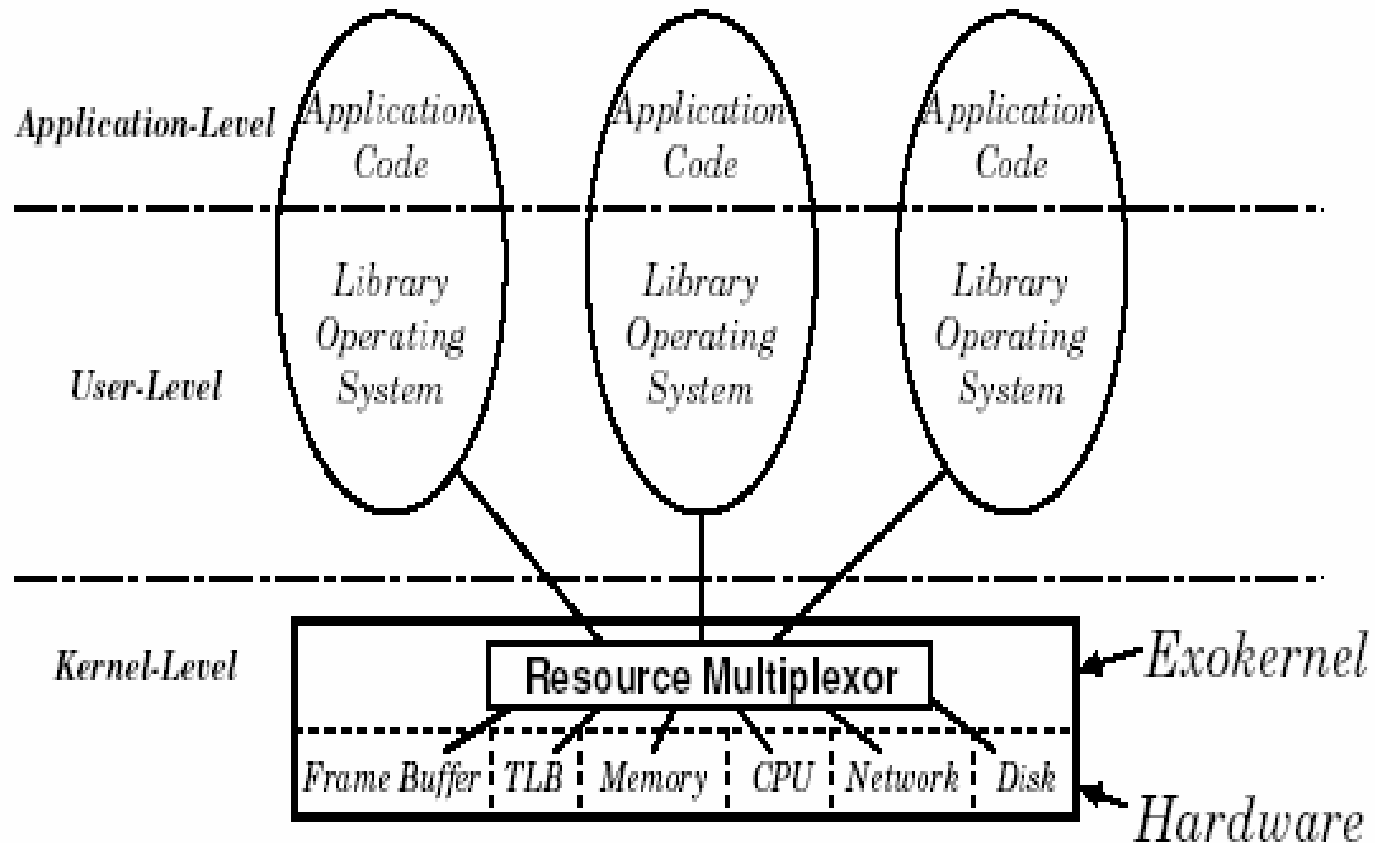 Application-Level
Application
Code
Application
Code
Application
Code
User-Level
Library
Operating
System
Library
Operating
System
Library
Operating
System
Kernel-Level
Resource Multiplexor
Exokernel
Frame Buffer
TLB
Memory
CPU
Network
Disk
Hardware